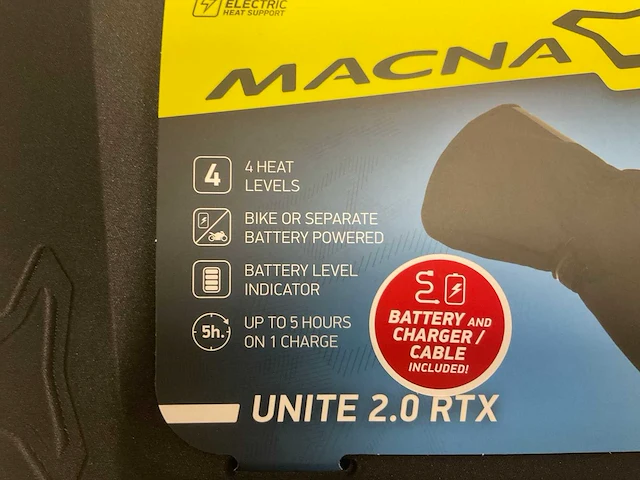 ELECTRIC
HEAT SUPPORT
MACNA
4
4 HEAT
LEVELS
BIKE OR SEPARATE
BATTERY POWERED
BATTERY LEVEL
INDICATOR
5h.
UP TO 5 HOURS
ON 1 CHARGE
BATTERY AND
CHARGER /
CABLE
INCLUDED!
UNITE 2.0 RTX